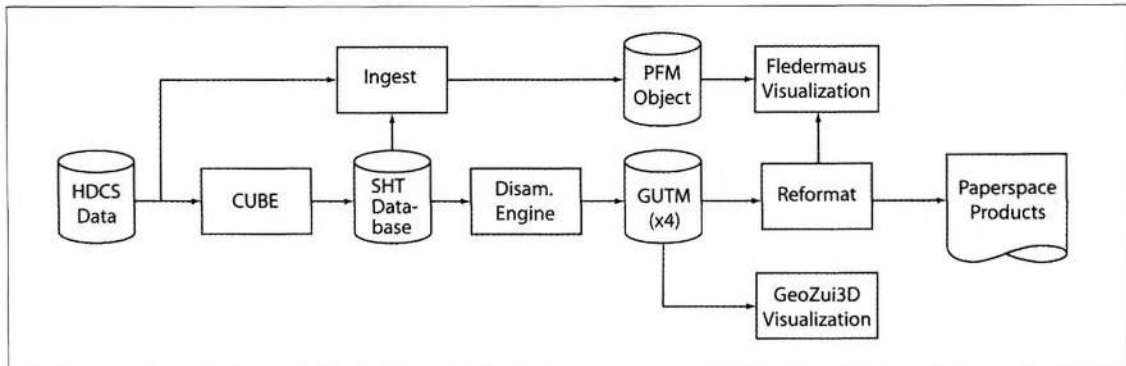 Ingest
PFM
Object
Fledermaus
Visualization
HDCS
Data
CUBE
SHT
Data-
base
Disam.
Engine
GUTM
(x4)
Reformat
Paperspace
Products
GeoZui3D
Visualization